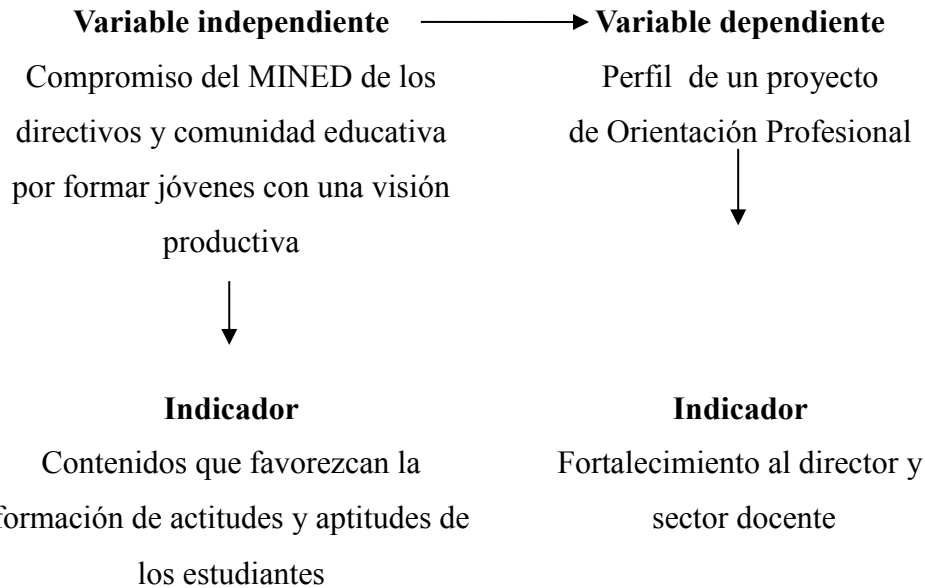 Variable independiente
Compromiso del MINED de los
directivos y comunidad educativa
por formar jóvenes con una visión
productiva
Variable dependiente
Perfil de un proyecto
de Orientación Profesional
Indicador
Contenidos que favorezcan la
formación de actitudes y aptitudes de
los estudiantes
Indicador
Fortalecimiento al director y
sector docente